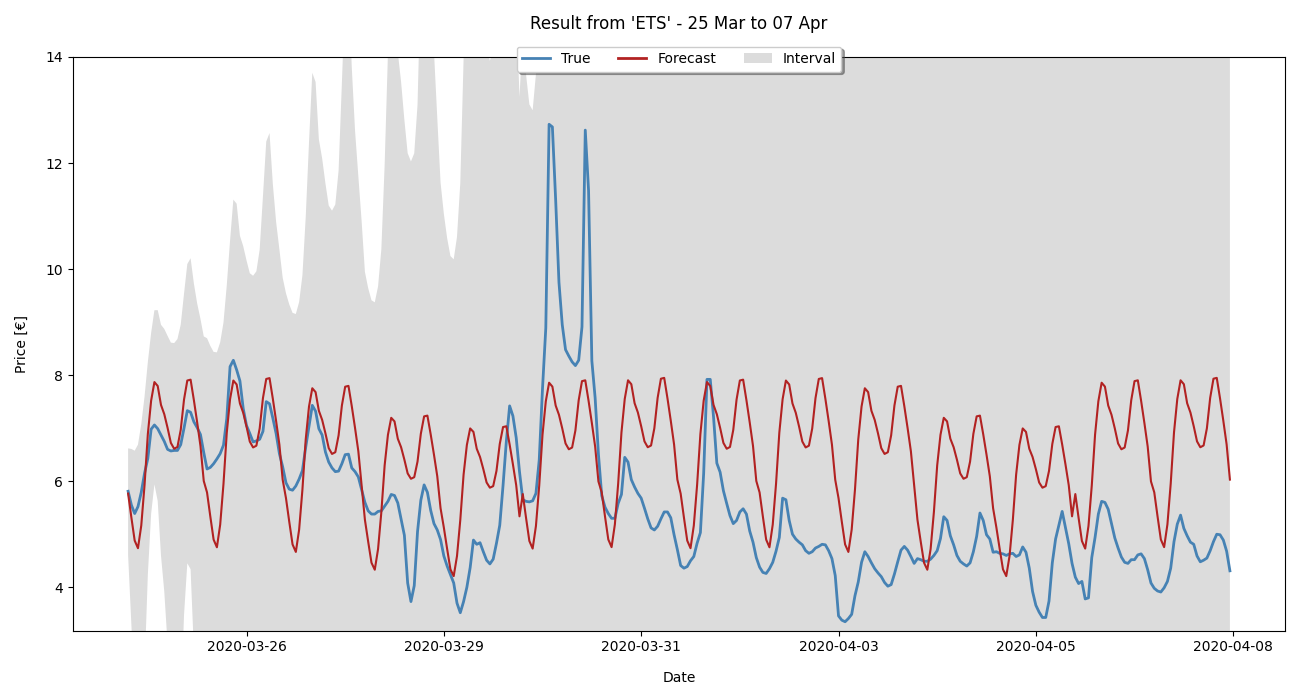 Result from 'ETS' - 25 Mar to 07 Apr
True
Forecast
Interval
Price [€]
14
12
10
8
6
4
2020-03-26
2020-03-29
2020-03-31
2020-04-03
2020-04-05
2020-04-08
Date